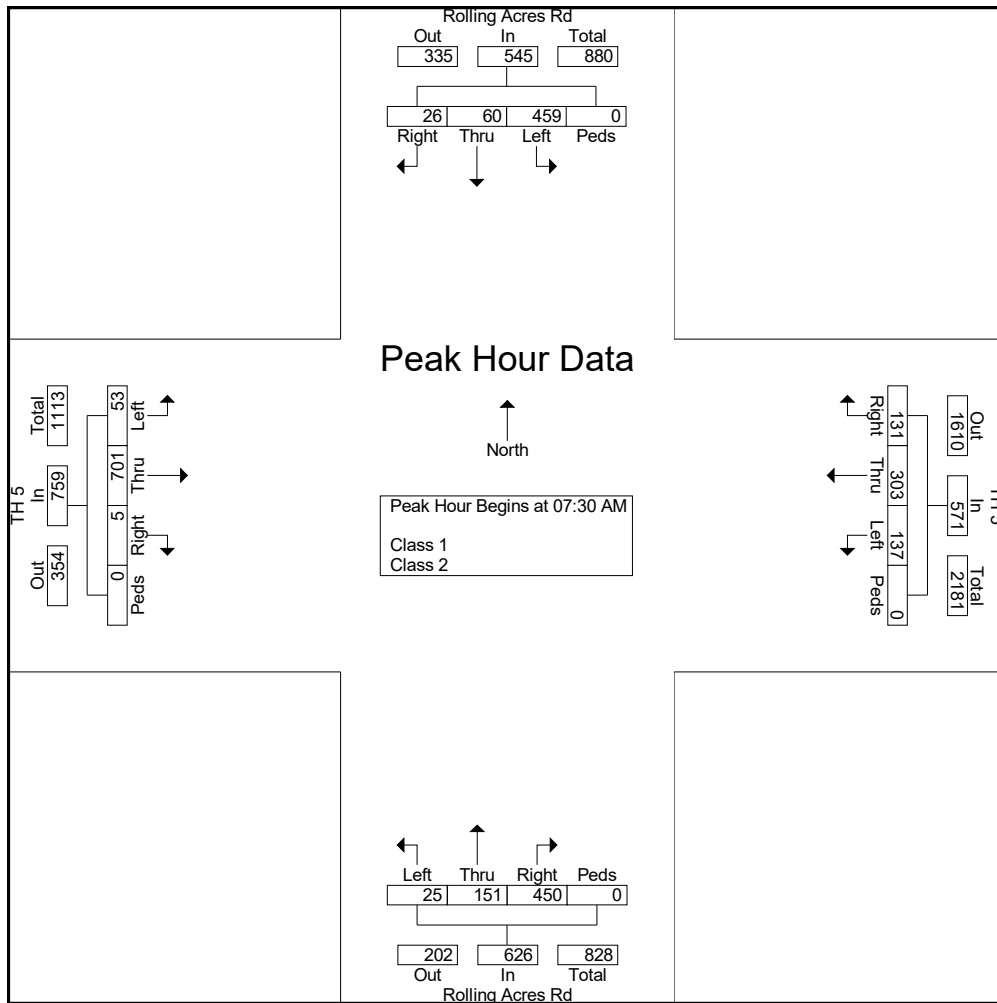 Rolling Acres Rd
Out In Total
335 545 880
26 60 459 0
Right Thru Left Peds
Peak Hour Data
North
Peak Hour Begins at 07:30 AM
Class 1
Class 2
TH 5
Out In Total
354 759 1113
0 5 701 53
Peds Right Thru Left
Out In Total
1610 571 2181
131 303 137 0
Right Thru Left Peds
Left Thru Right Peds
25 151 450 0
202 626 828
Out In Total
Rolling Acres Rd